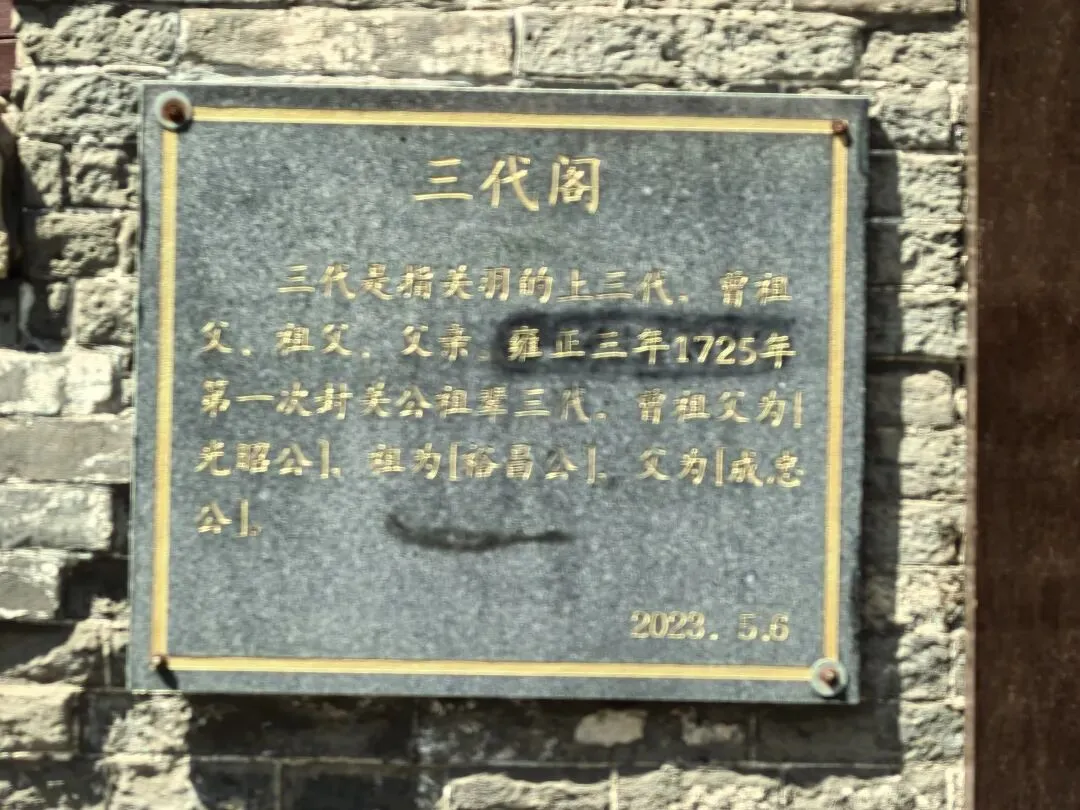 三代阁
三代是指关羽的上三代，曾祖
父，祖父，父亲，雍正三年1725年
第一次封关公祖辈三代，曾祖父为[
光昭公]，祖为[裕昌公]，父为[成忠
公]。
2023.5.6